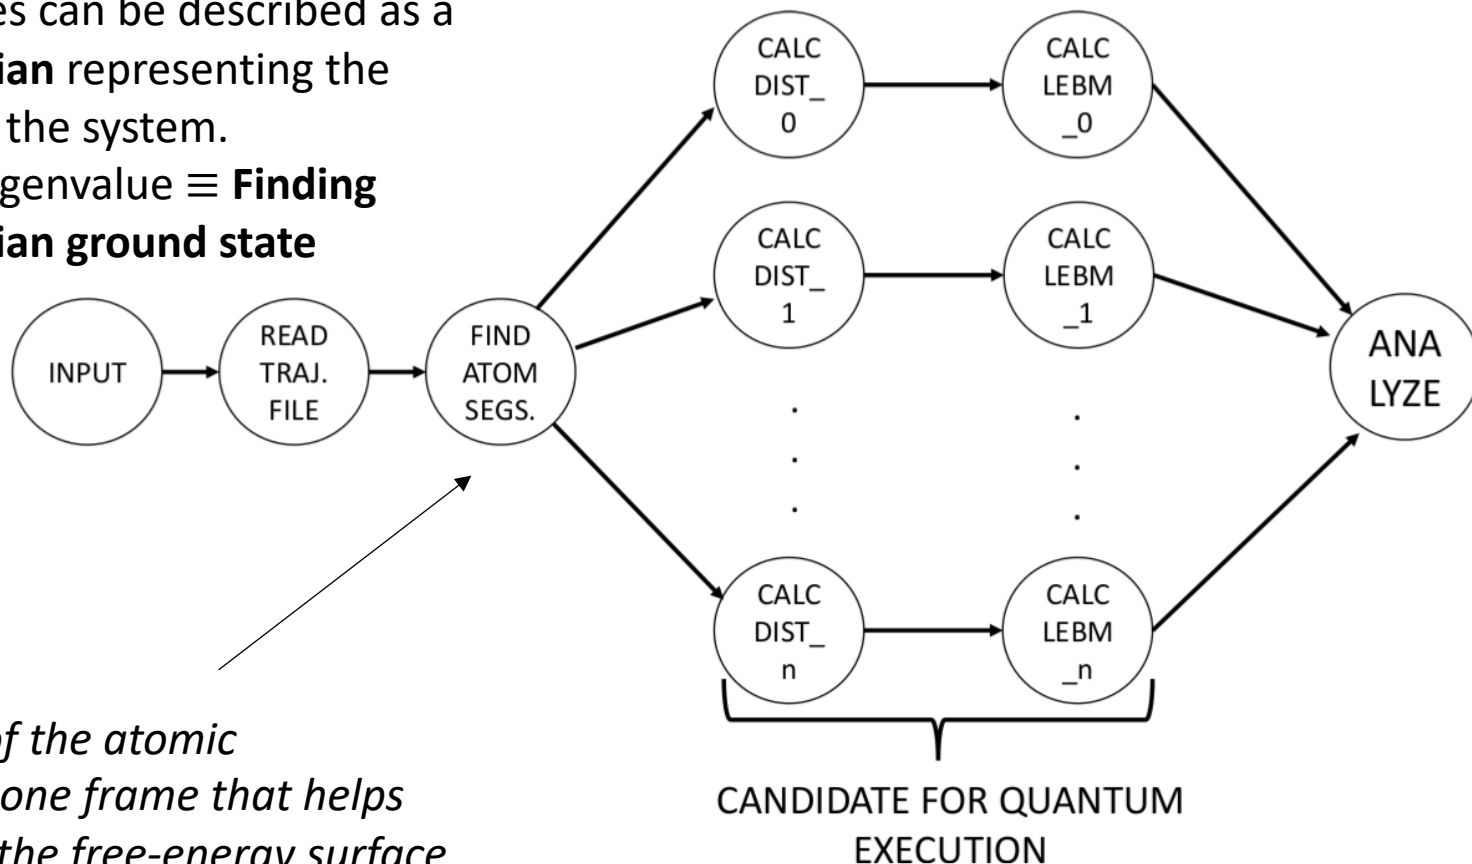 es can be described as a
ian representing the
the system.
genvalue ≡ Finding
ian ground state
INPUT
READ
TRAJ.
FILE
FIND
ATOM
SEGS.
CALC
DIST_
0
CALC
LEBM
_0
CALC
DIST_
1
CALC
LEBM
_1
.
.
.
.
.
.
CALC
DIST_
n
CALC
LEBM
_n
ANA
LYZE
CANDIDATE FOR QUANTUM
EXECUTION
of the atomic
one frame that helps
the free-energy surface